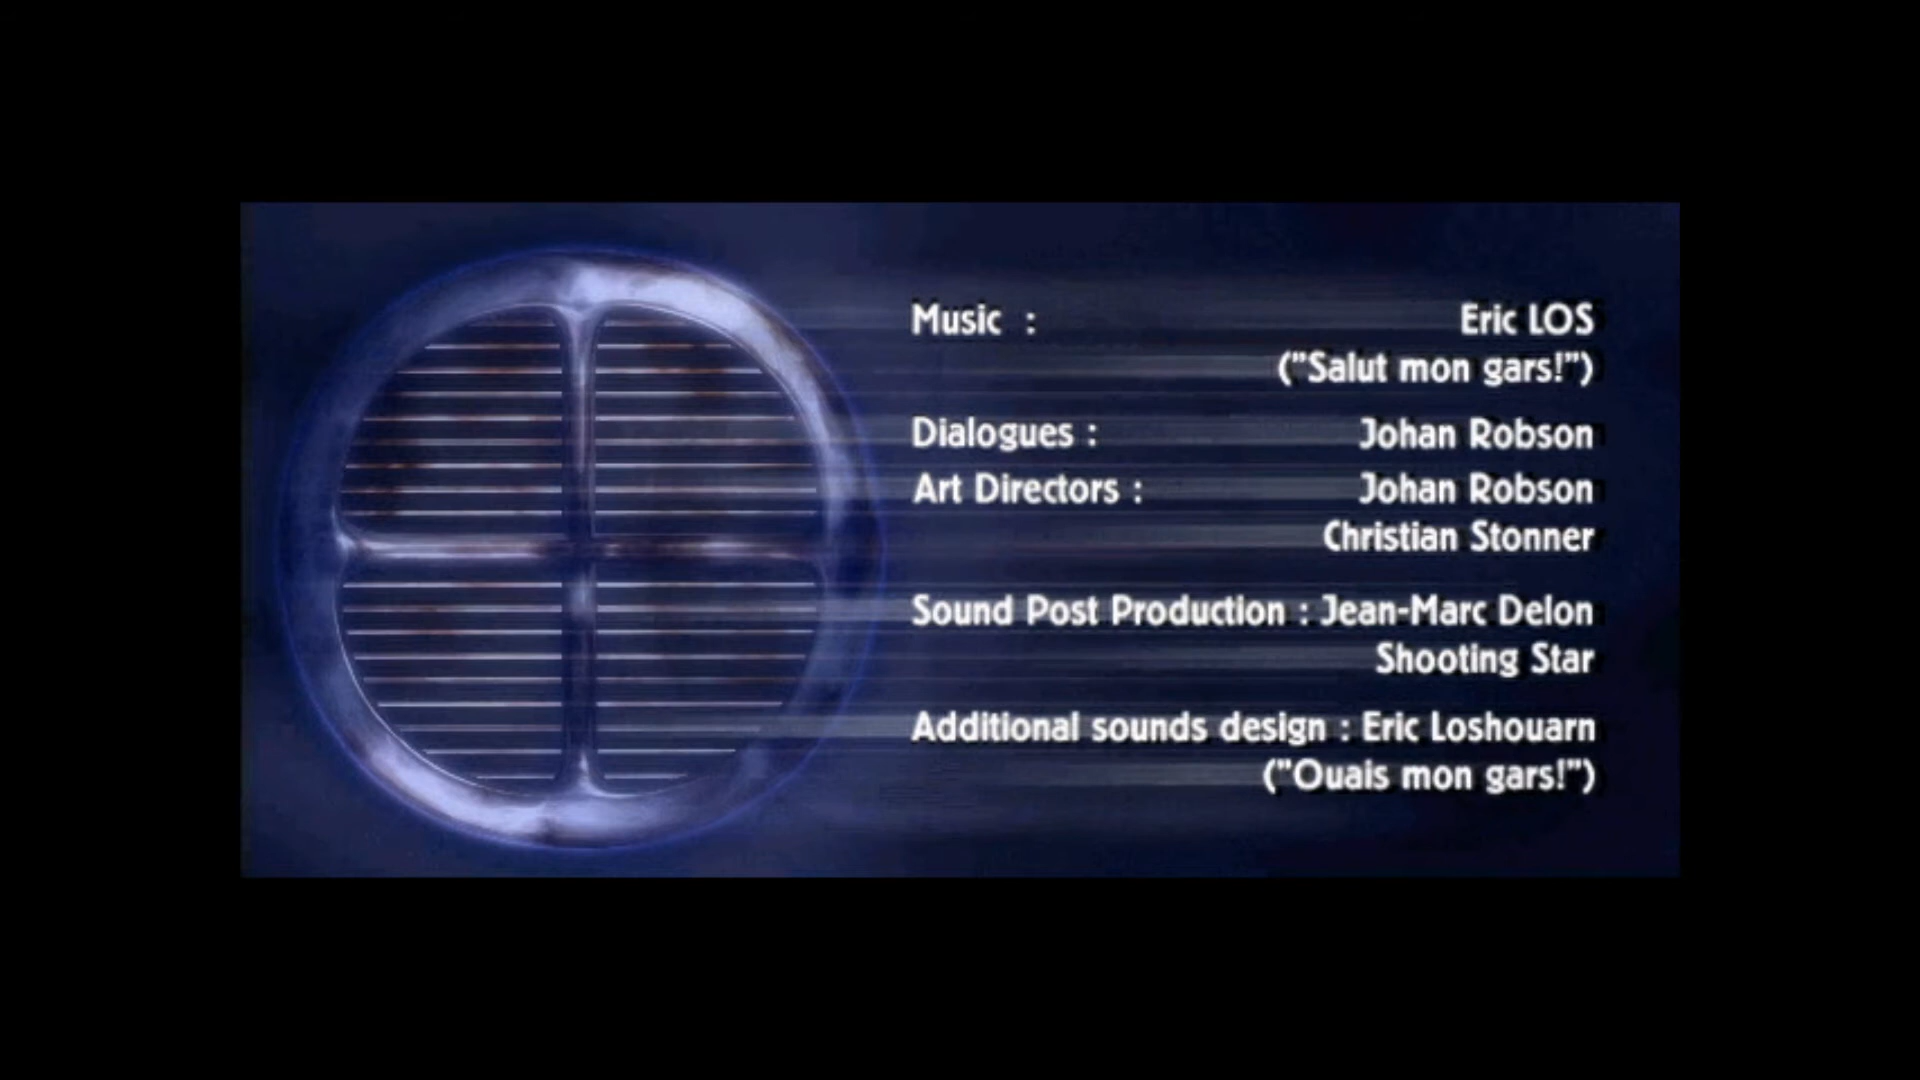 Music : Eric LOS
("Salut mon gars!")
Dialogues : Johan Robson
Art Directors : Johan Robson
Christian Stonner
Sound Post Production : Jean-Marc Delon
Shooting Star
Additional sounds design : Eric Loshouarn
("Ouais mon gars!")